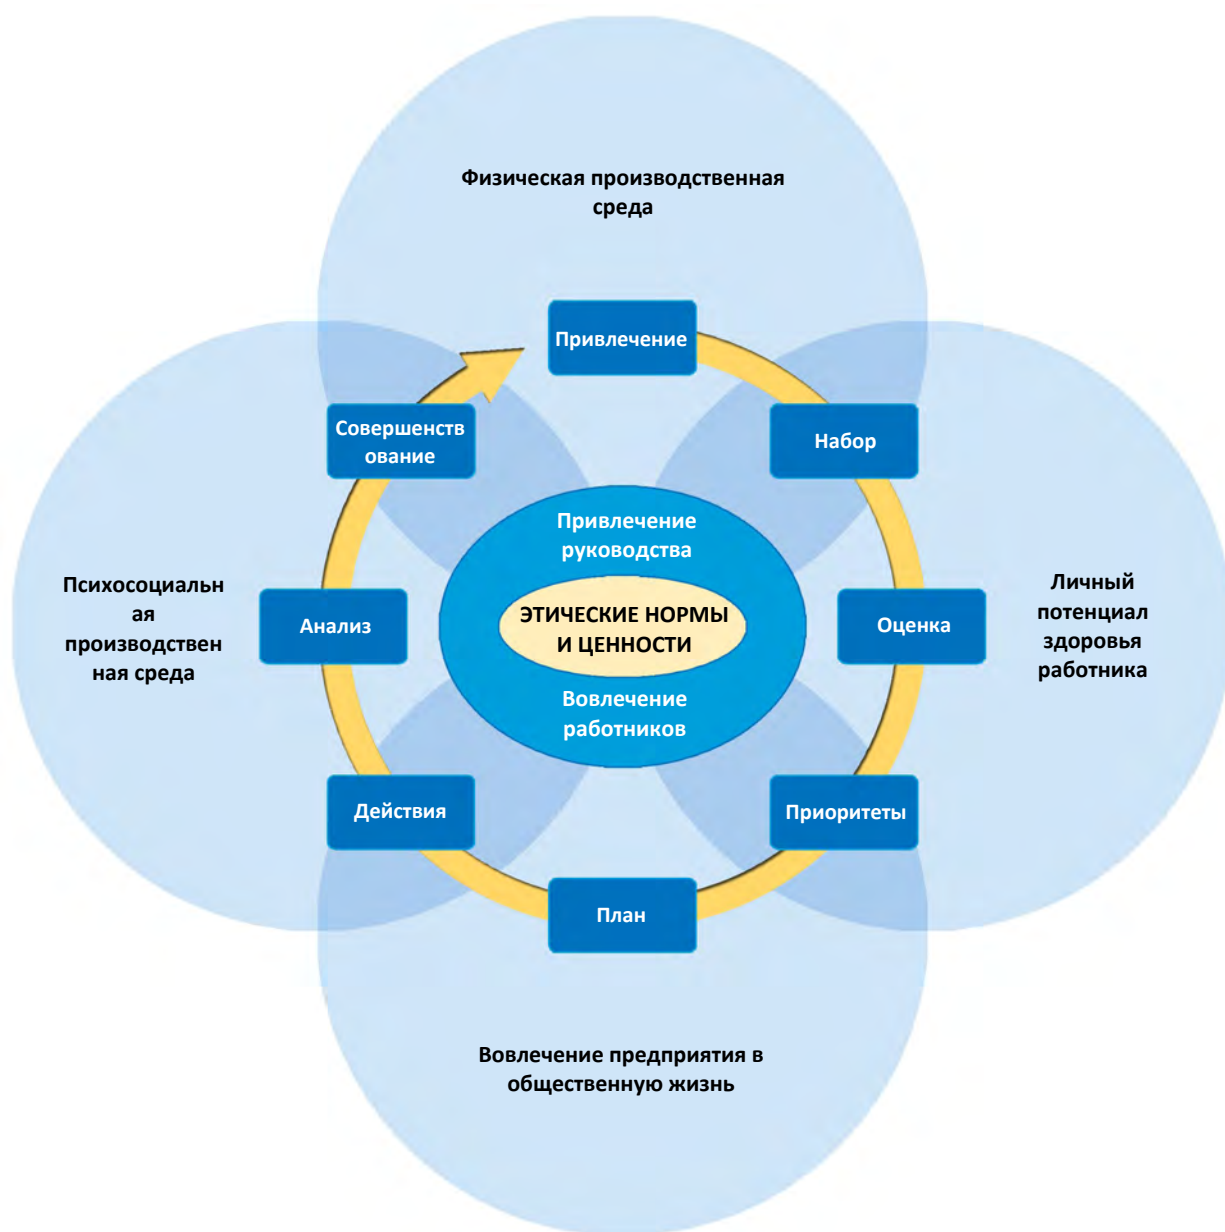 Физическая производственная
среда
Привлечение
Совершенств
ование
Набор
Привлечение
руководства
Психосоциальн
ая
производствен
ная среда
Анализ
ЭТИЧЕСКИЕ НОРМЫ
И ЦЕННОСТИ
Оценка
Личный
потенциал
здоровья
работника
Вовлечение
работников
Действия
Приоритеты
План
Вовлечение предприятия в
общественную жизнь